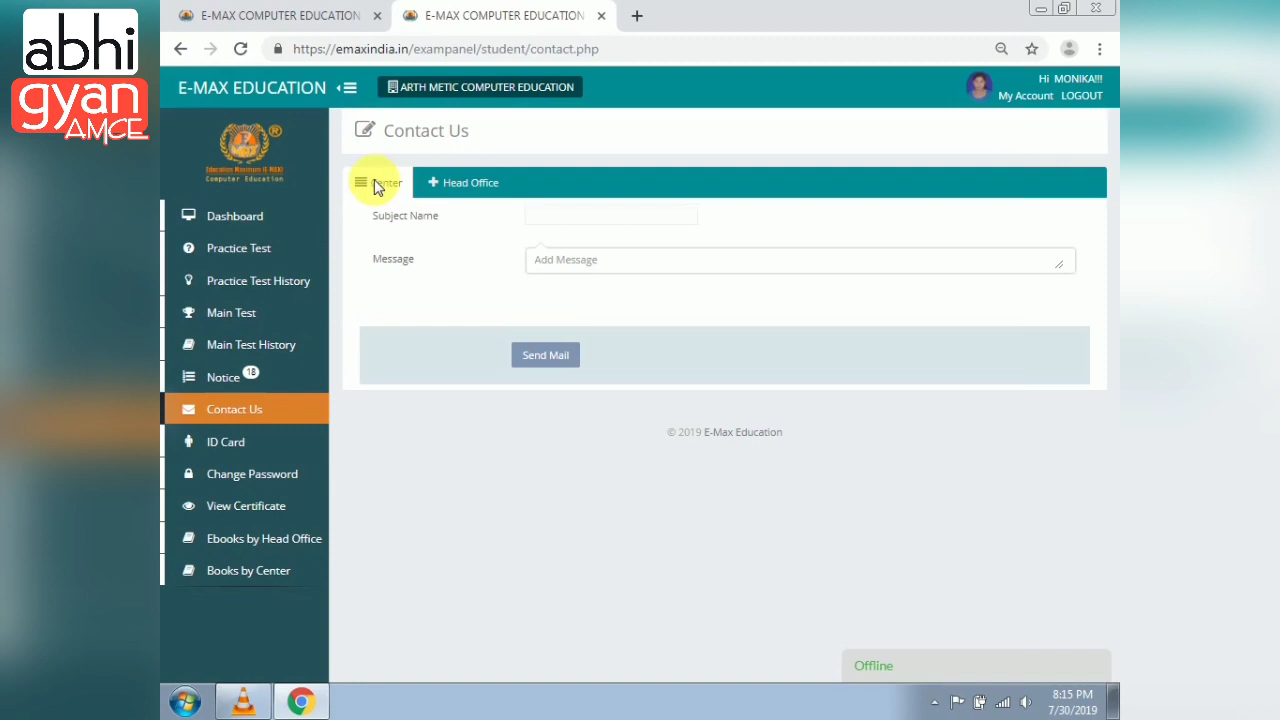 abhi
gyan
AMCE
E-MAX COMPUTER EDUCATION
E-MAX COMPUTER EDUCATION
https://emaxindia.in/exampanel/student/contact.php
E-MAX EDUCATION
ARTH METIC COMPUTER EDUCATION
Hi MONIKA!!!
My Account LOGOUT
Education Maximum (E-MAX)
Computer Education
Contact Us
Center
Head Office
Subject Name
Message
Add Message
Send Mail
© 2019 E-Max Education
Dashboard
Practice Test
Practice Test History
Main Test
Main Test History
Notice 18
Contact Us
ID Card
Change Password
View Certificate
Ebooks by Head Office
Books by Center
Offline
8:15 PM
7/30/2019